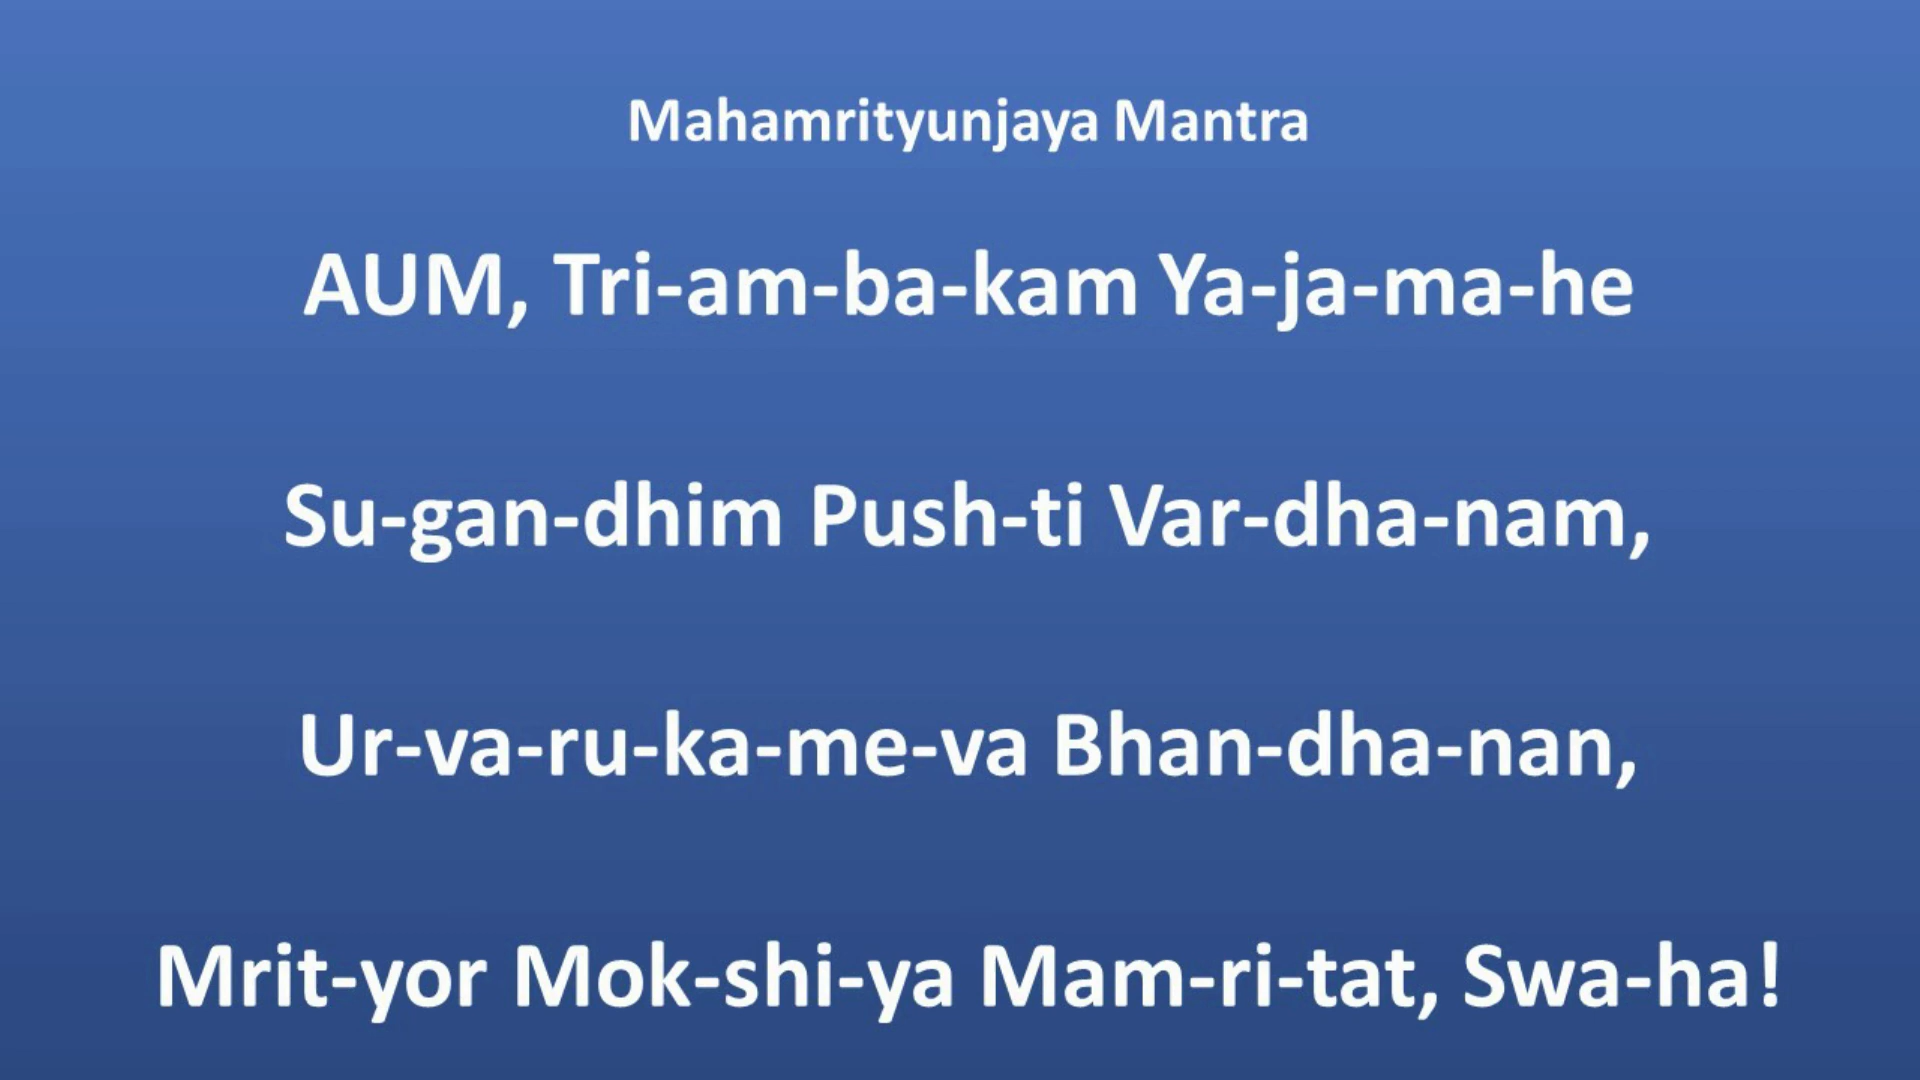 Mahamrityunjaya Mantra
AUM, Tri-am-ba-kam Ya-ja-ma-he
Su-gan-dhim Push-ti Var-dha-nam,
Ur-va-ru-ka-me-va Bhan-dha-nan,
Mrit-yor Mok-shi-ya Mam-ri-tat, Swa-ha!